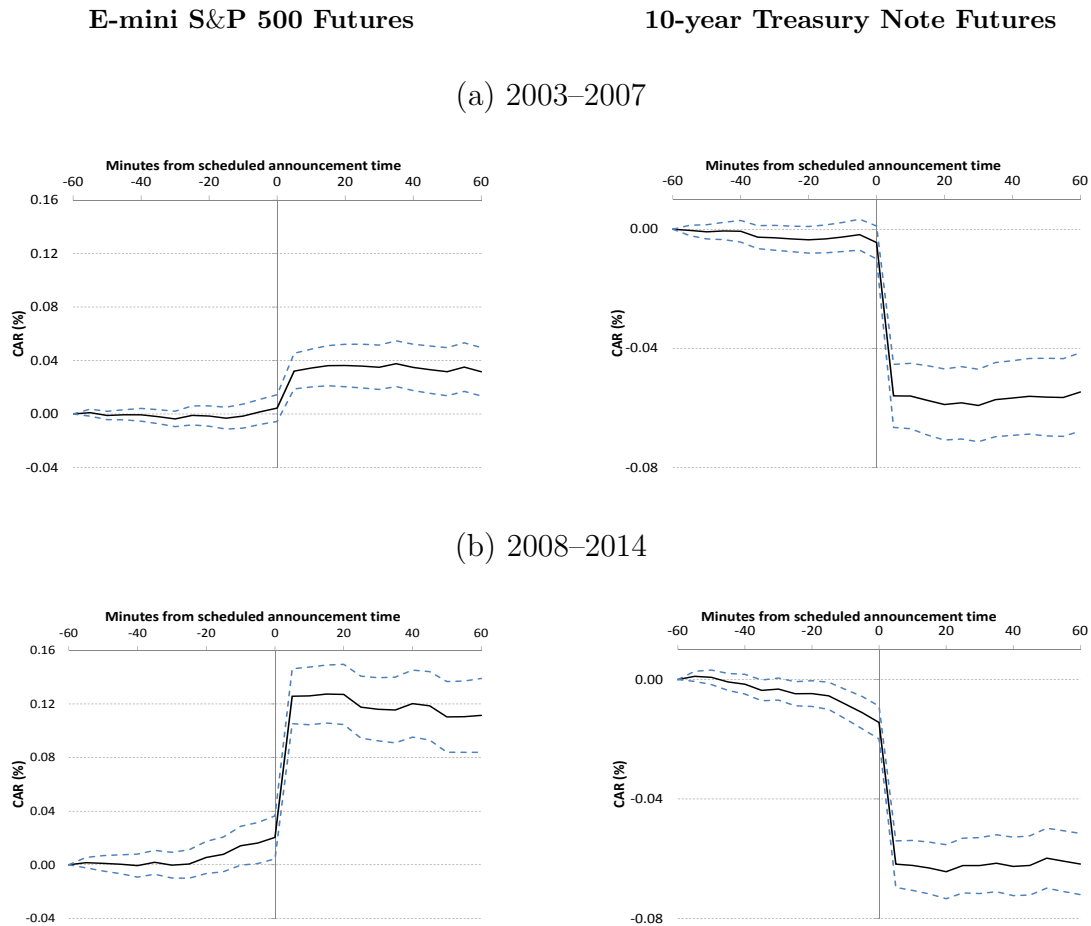 E-mini S&P 500 Futures
10-year Treasury Note Futures
(a) 2003–2007
Minutes from scheduled announcement time
-60 -40 -20 0 20 40 60
0.16
0.12
0.08
0.04
0.00
-0.04
CAR (%)
Minutes from scheduled announcement time
-60 -40 -20 0 20 40 60
0.00
-0.04
-0.08
CAR (%)
(b) 2008–2014
Minutes from scheduled announcement time
-60 -40 -20 0 20 40 60
0.16
0.12
0.08
0.04
0.00
-0.04
CAR (%)
Minutes from scheduled announcement time
-60 -40 -20 0 20 40 60
0.00
-0.04
-0.08
CAR (%)